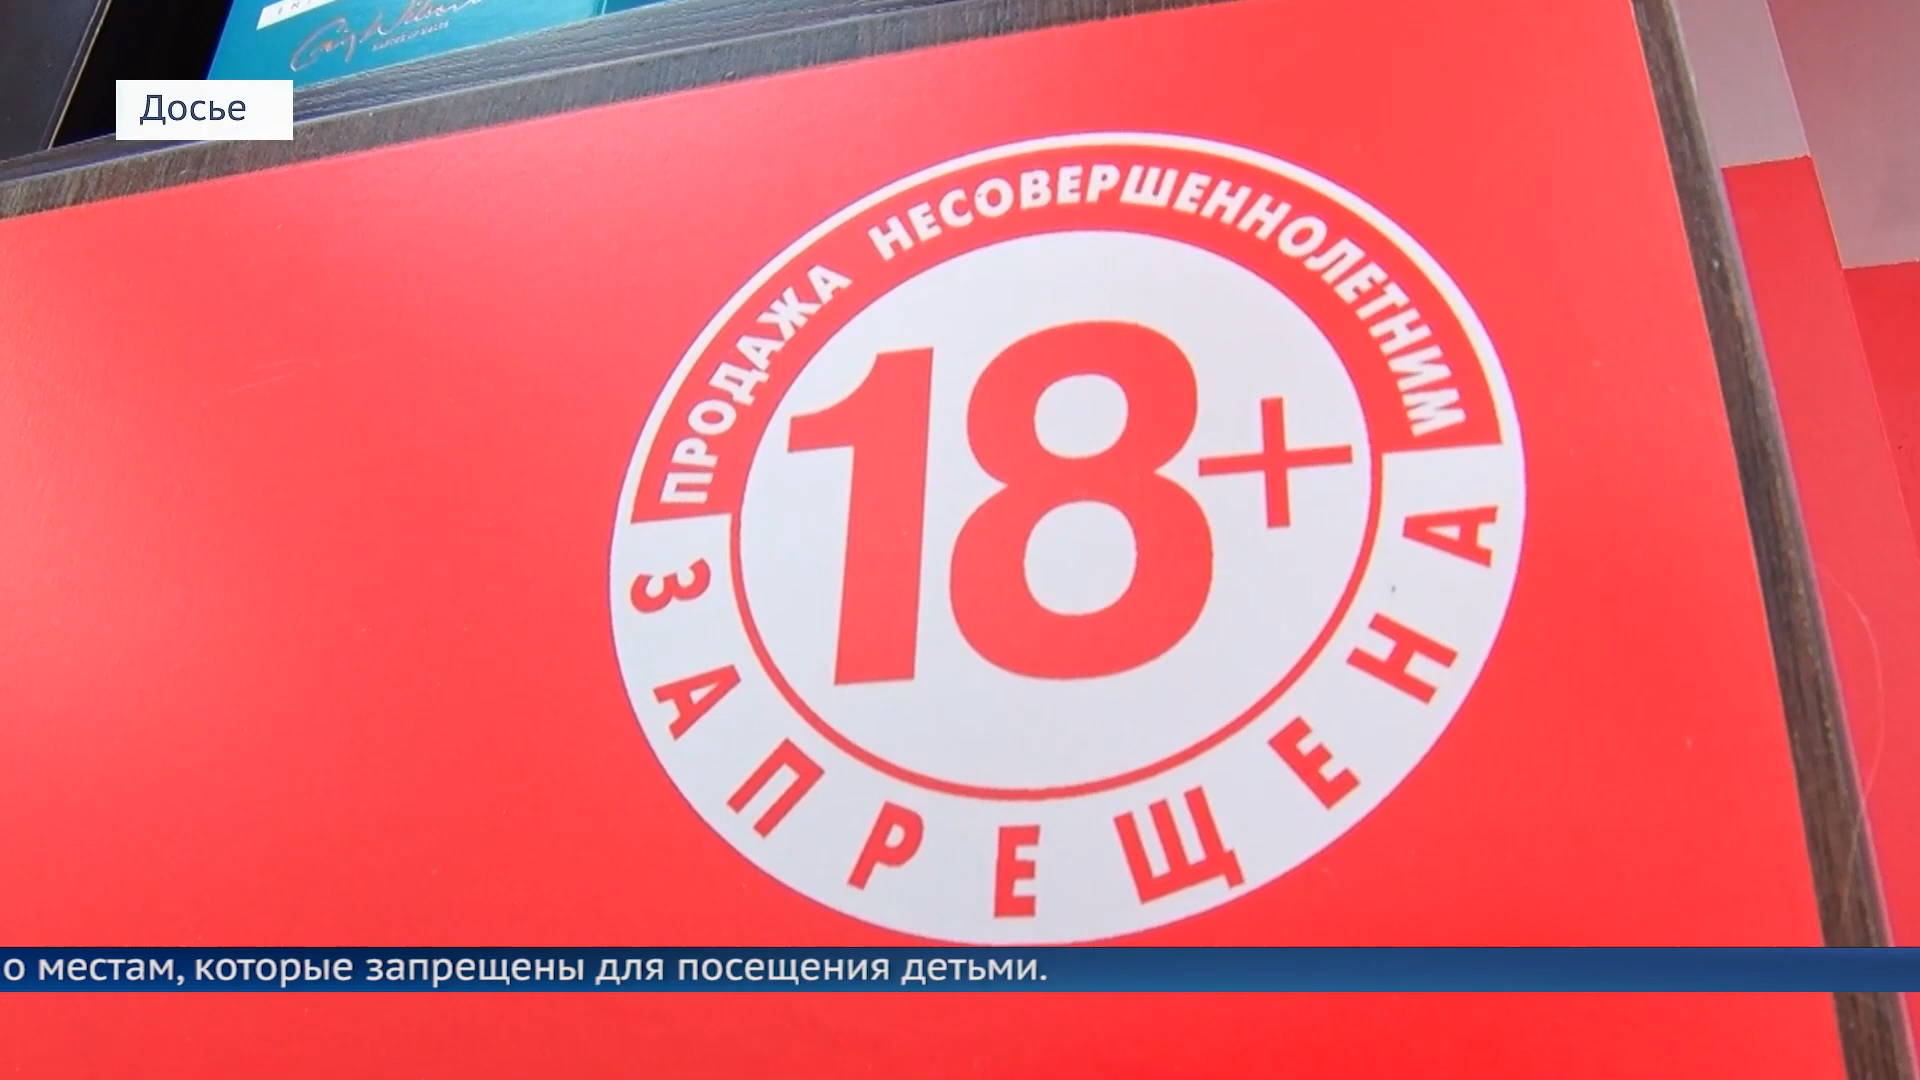 Досье
ПРОДАЖА НЕСОВЕРШЕННОЛЕТНИМ
18+
ЗАПРЕЩЕНА
о местам, которые запрещены для посещения детьми.